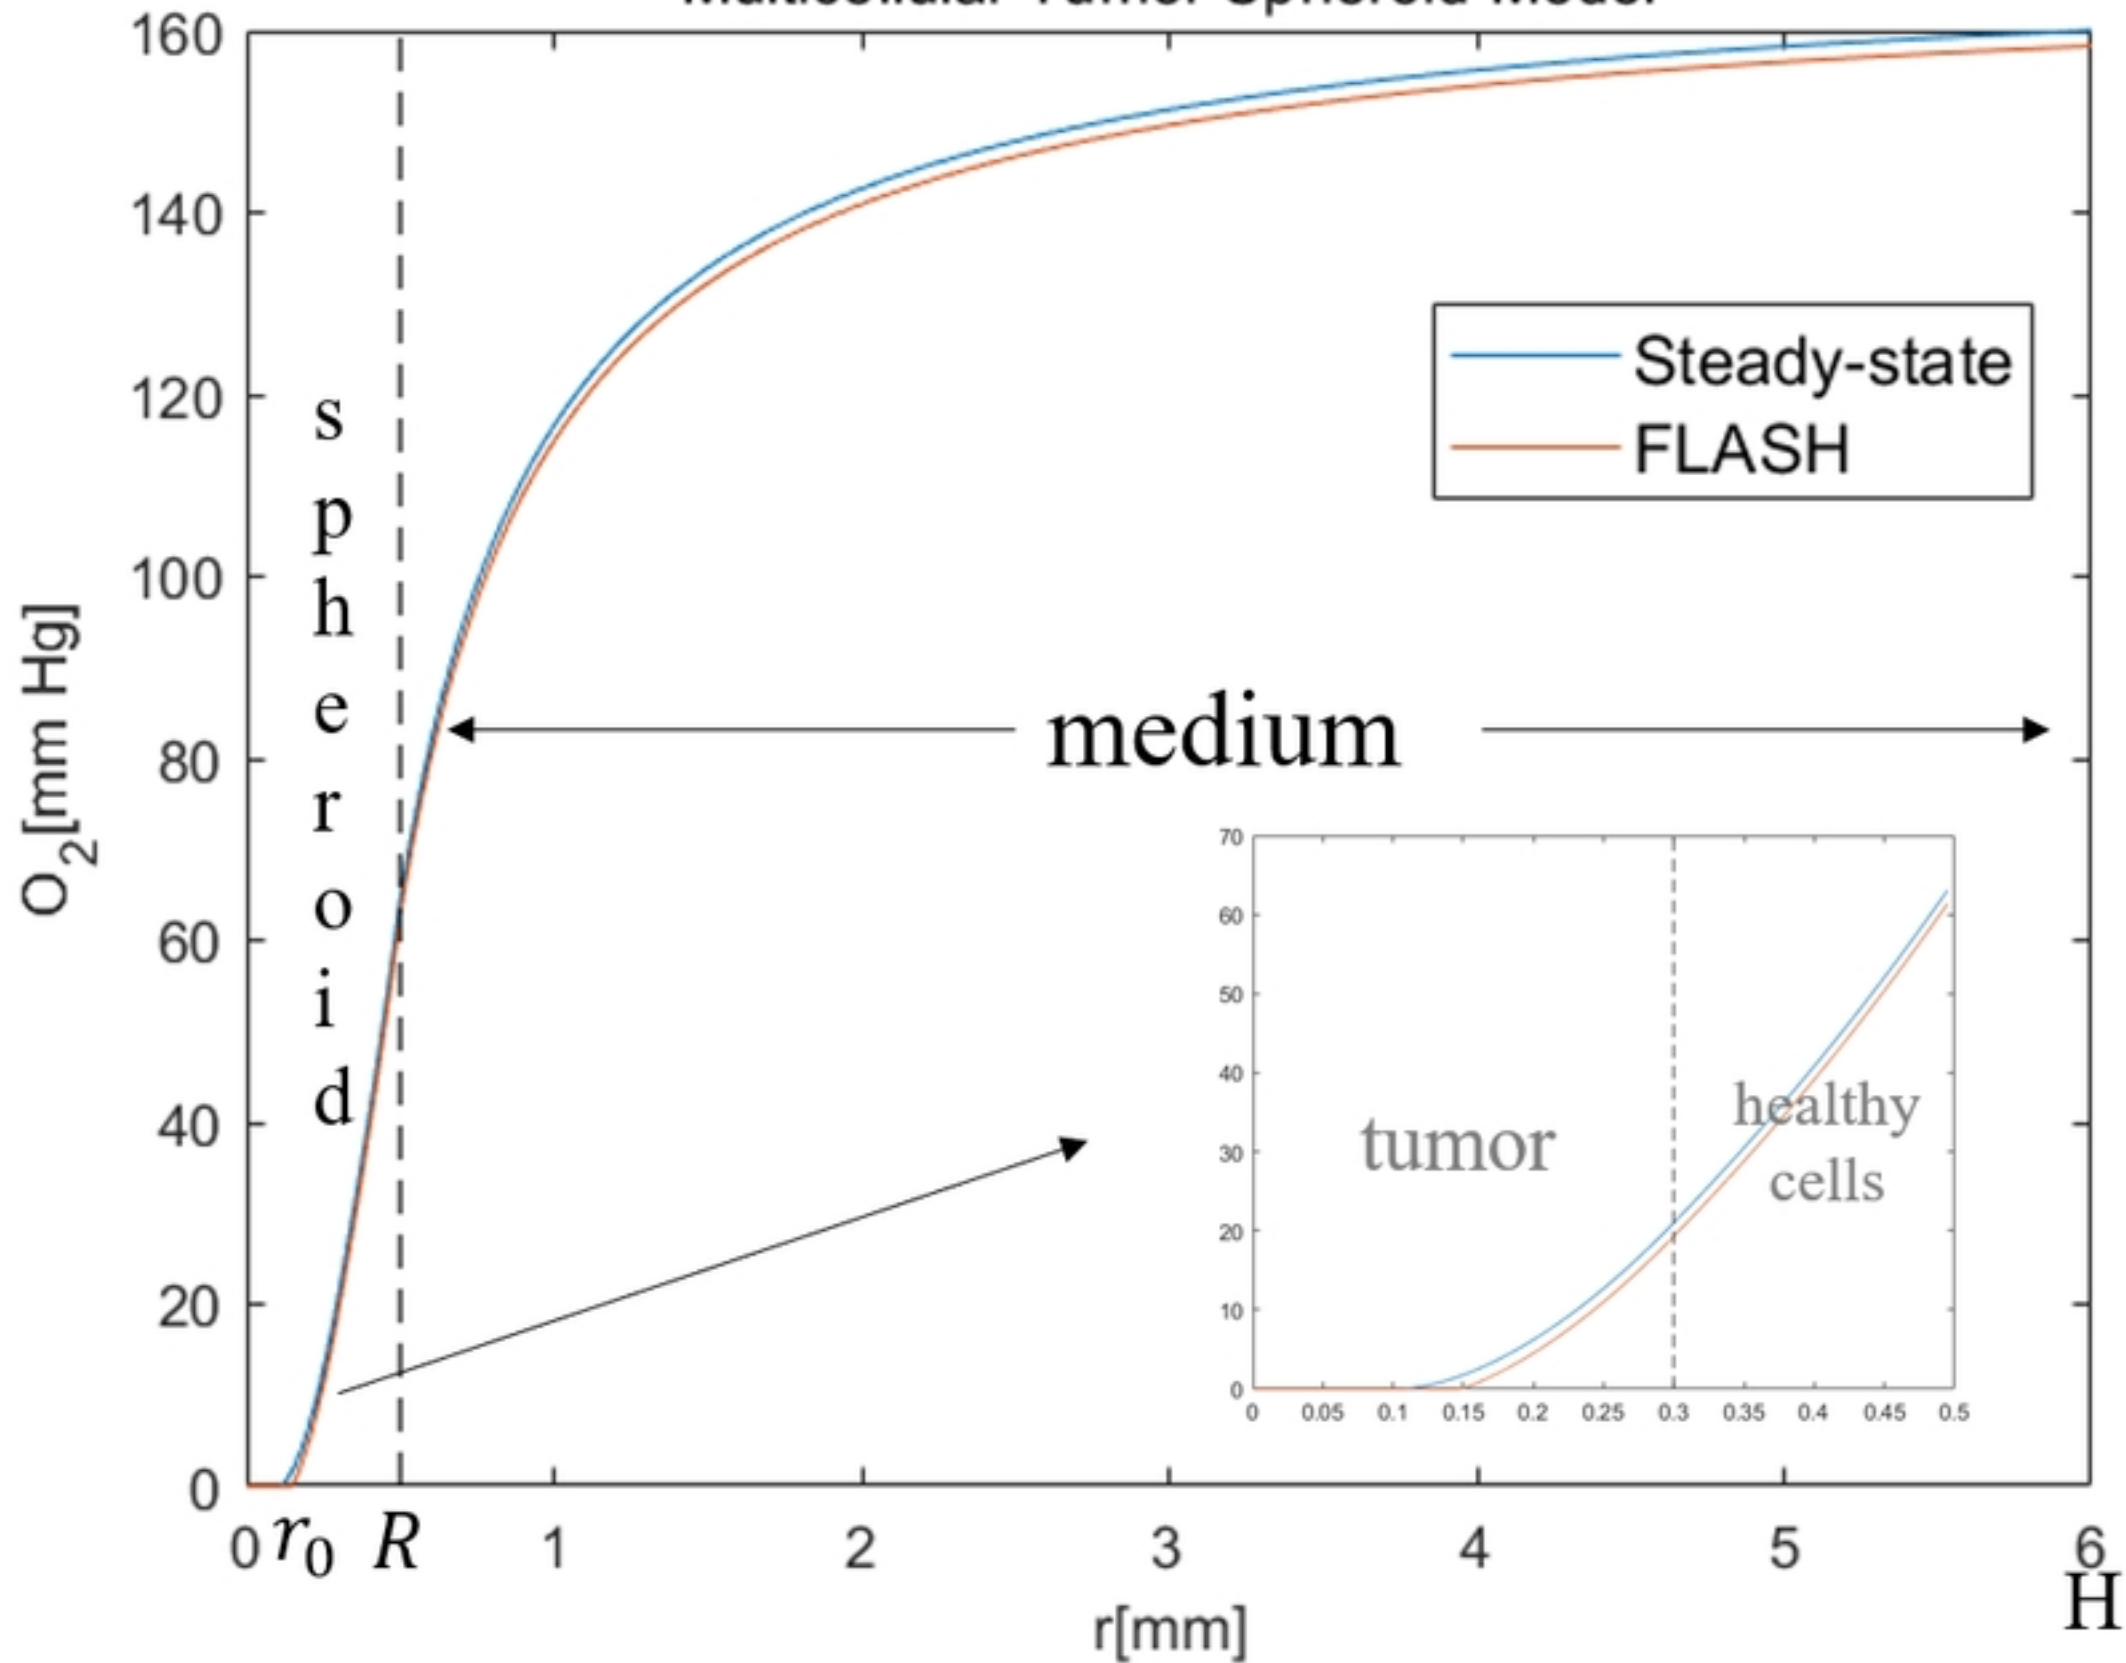 Multicellular Tumor Spheroid Model
160
140
120
100
80
60
40
20
0
O2[mm Hg]
spheroid
Steady-state
FLASH
medium
70
60
50
40
30
20
10
0
tumor
healthy
cells
0 0.05 0.1 0.15 0.2 0.25 0.3 0.35 0.4 0.45 0.5
0 r0 R 1 2 3 4 5 6
H
r[mm]